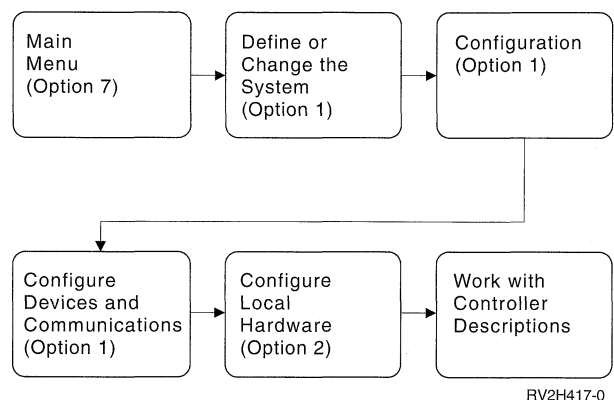 Main
Menu
(Option 7)
Define or
Change the
System
(Option 1)
Configuration
(Option 1)
Configure
Devices and
Communications
(Option 1)
Configure
Local
Hardware
(Option 2)
Work with
Controller
Descriptions
RV2H417-0